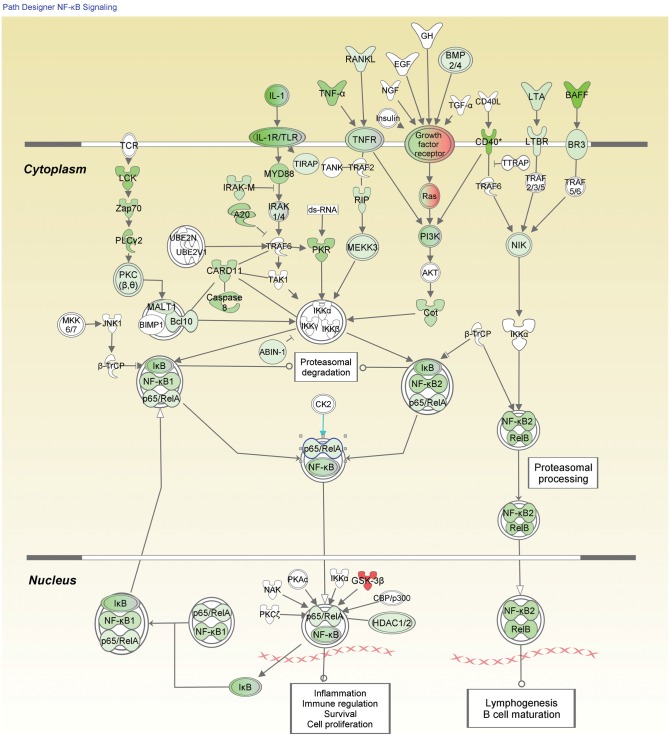 Path Designer NF-κB Signaling
GH
RANKL
EGF
BMP
2/4
IL-1
TNF-α
NGF
TGF-α
CD40L
LTA
BAFF
Insulin
TCR
IL-1R/TLR
TNFR
Growth
factor
receptor
CD40*
LTBR
BR3
Cytoplasm
TIRAP
TANK
TRAF2
TTRAP
LCK
MYD88
IRAK-M
TRAF6
TRAF
2/3/5
TRAF
5/6
Ras
RIP
Zap70
A20
IRAK
1/4
ds-RNA
PLCγ2
UBE2N
UBE2V1
TRAF6
PKR
MEKK3
PI3K
NIK
PKC
(β,θ)
CARD11
TAK1
AKT
Caspase
8
MALT1
Bcl10
BIMP1
IKKα
IKKγ
IKKβ
Cot
MKK
6/7
JNK1
β-TrCP
IKKα
ABIN-1
β-TrCP
IκB
NF-κB1
p65/RelA
Proteasomal
degradation
IκB
NF-κB2
p65/RelA
CK2
NF-κB2
RelB
p65/RelA
NF-κB
Proteasomal
processing
NF-κB2
RelB
Nucleus
NAK
PKAα
IKKα
GSK-3β
CBP/p300
IκB
NF-κB1
p65/RelA
p65/RelA
NF-κB1
PKCζ
p65/RelA
NF-κB
HDAC1/2
NF-κB2
RelB
IκB
Inflammation
Immune regulation
Survival
Cell proliferation
Lymphogenesis
B cell maturation